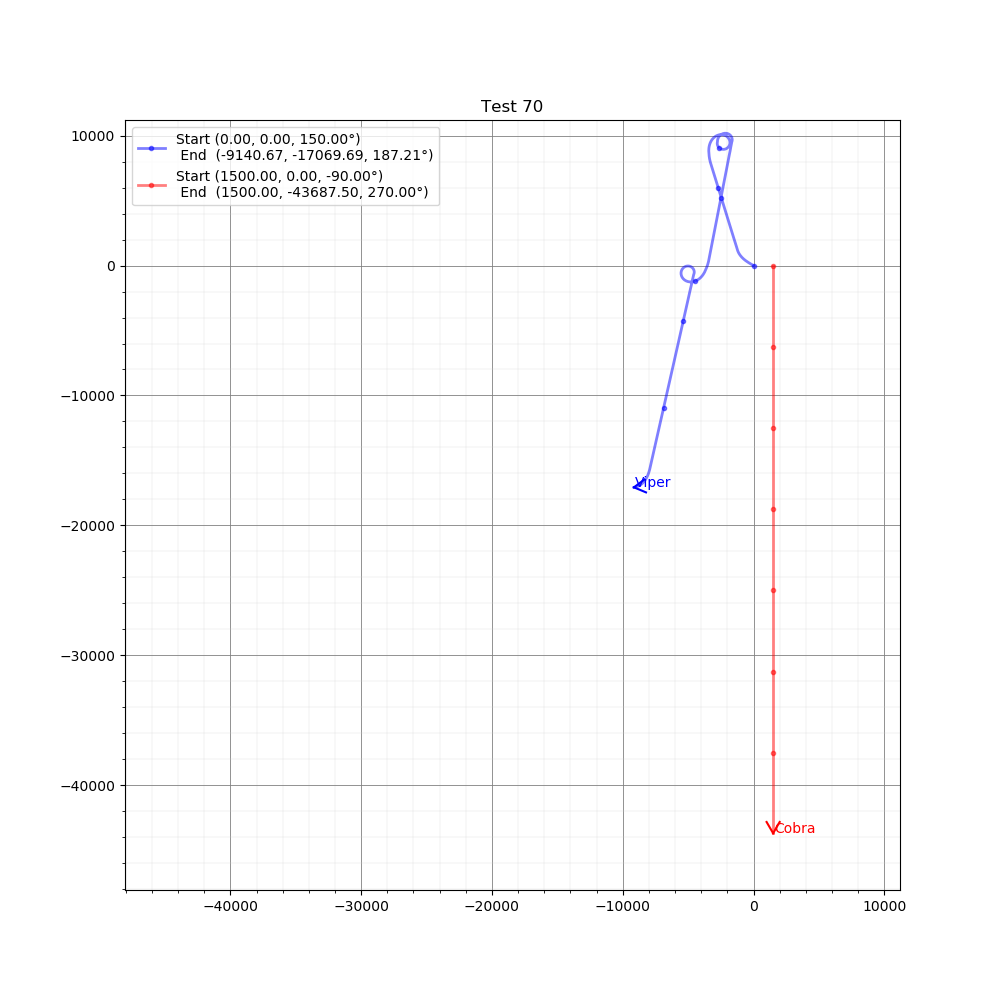 Test 70
Start (0.00, 0.00, 150.00°)
End (-9140.67, -17069.69, 187.21°)
Start (1500.00, 0.00, -90.00°)
End (1500.00, -43687.50, 270.00°)
10000
0
−10000
−20000
−30000
−40000
Viper
Cobra
−40000 −30000 −20000 −10000 0 10000